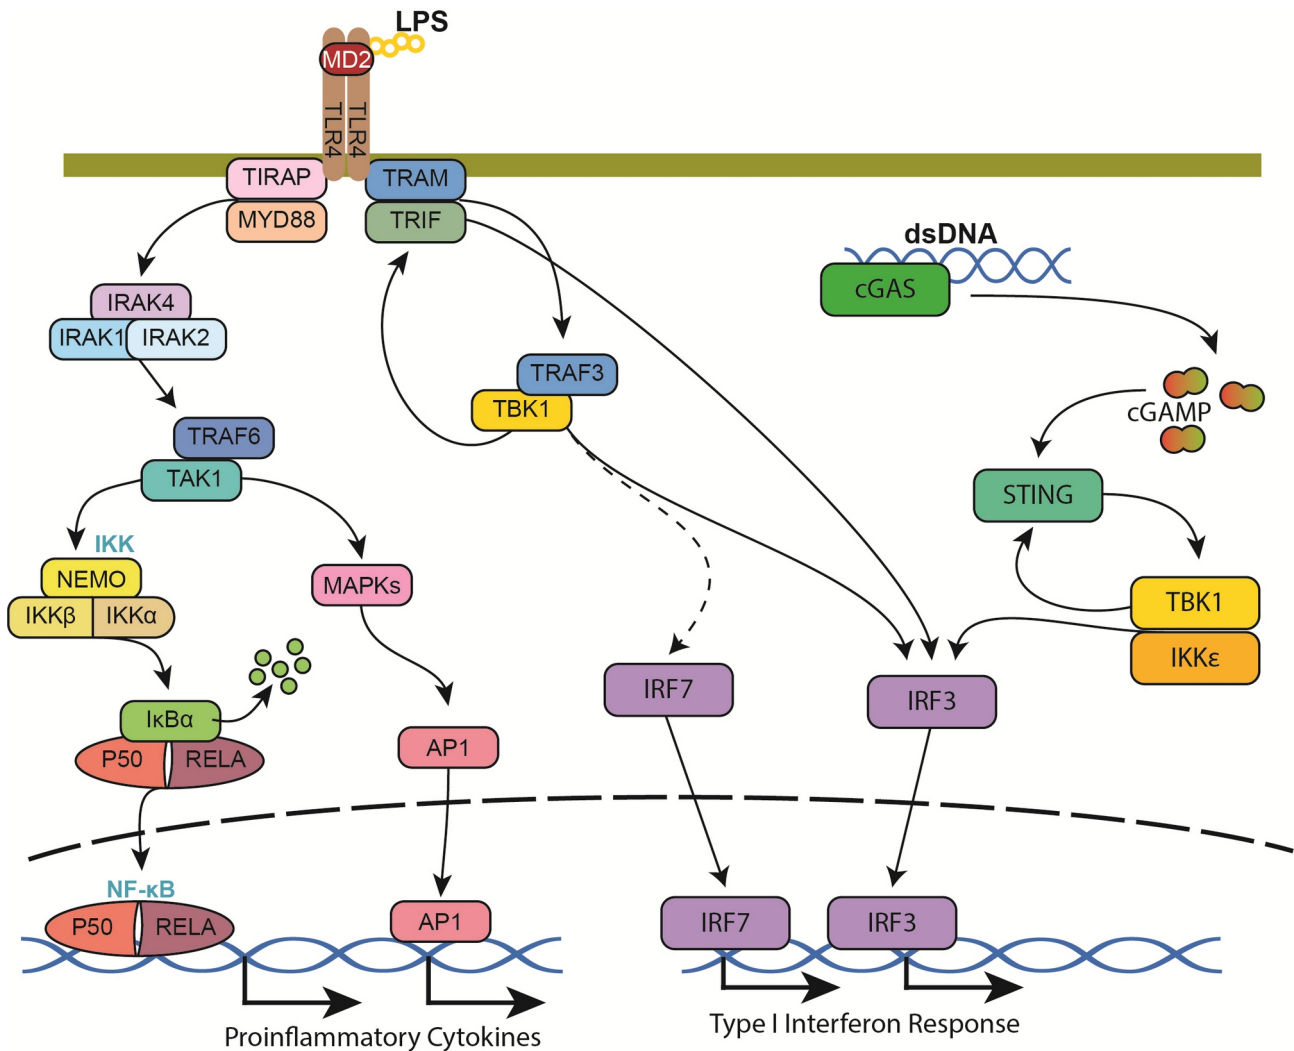 LPS
MD2
TLR4
TLR4
TIRAP
TRAM
MYD88
TRIF
dsDNA
cGAS
IRAK4
IRAK1
IRAK2
TRAF3
TBK1
cGAMP
TRAF6
TAK1
STING
IKK
NEMO
MAPKs
IKKβ
IKKα
TBK1
IKKε
IRF7
IRF3
IκBα
P50
RELA
AP1
NF-κB
P50
RELA
AP1
IRF7
IRF3
Proinflammatory Cytokines
Type I Interferon Response